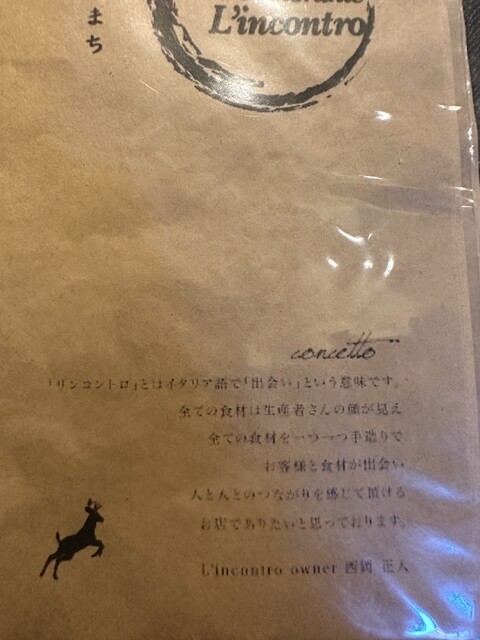 まち
L'incontro
concetto
「リンコントロ」とはイタリア語で「出会い」という意味です。
全ての食材は生産者さんの顔が見え
全ての食材を一つ一つ手造りで
お客様と食材が出会い
人と人とのつながりを感じて頂ける
お店でありたいと思っております。
L'incontro owner 西岡 正人